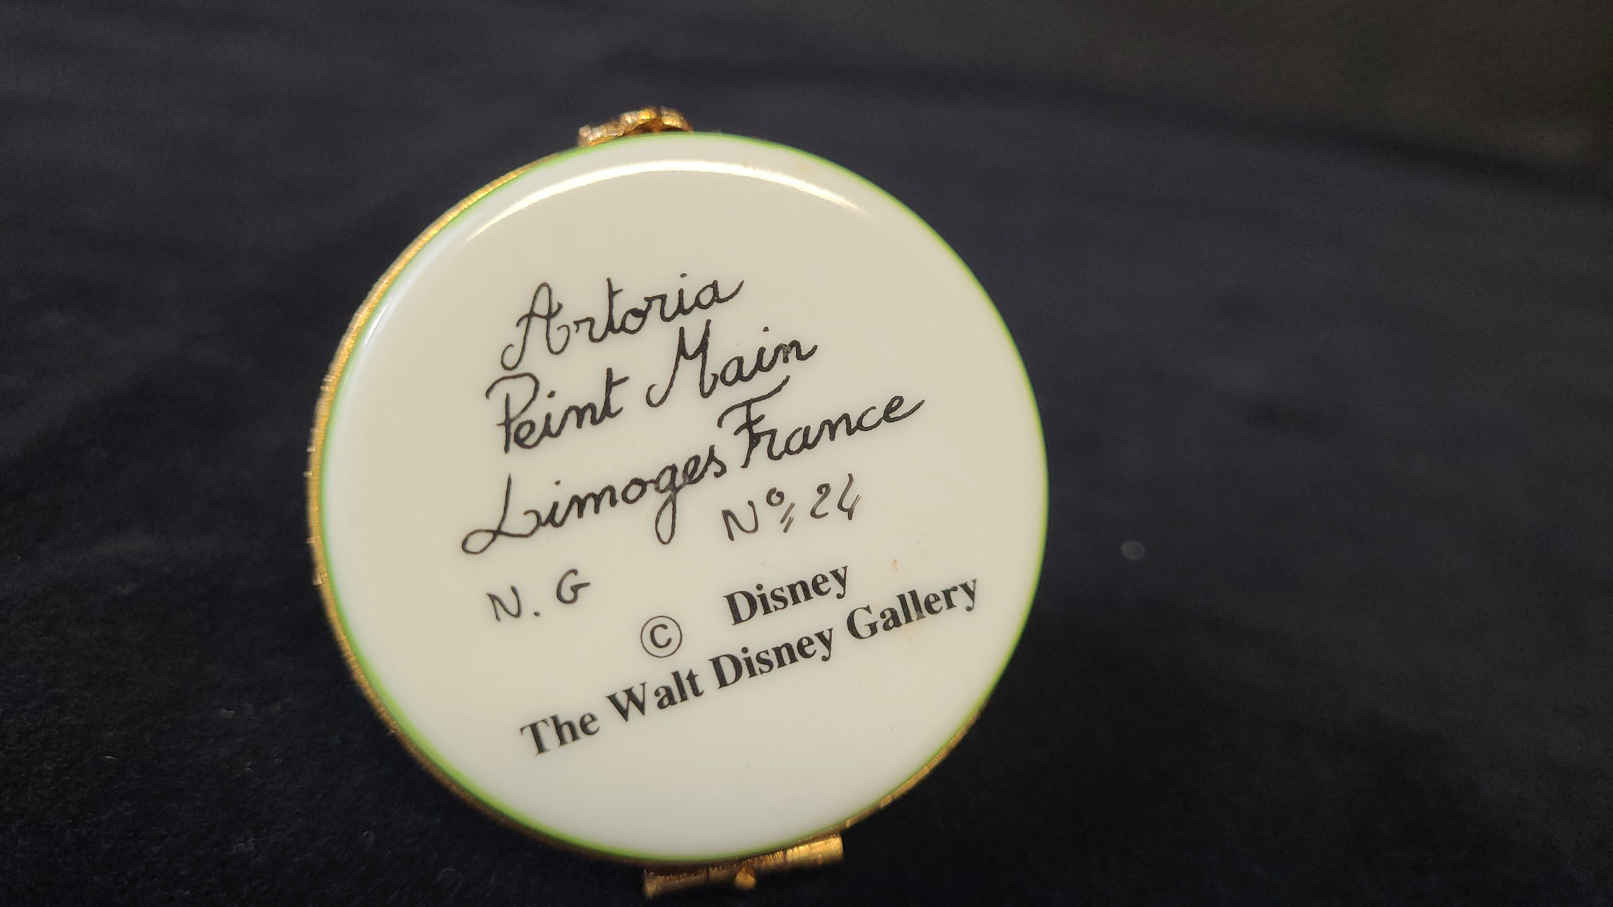 Artoria
Peint Main
Limoges France
Nº 24
N. G
© Disney
The Walt Disney Gallery